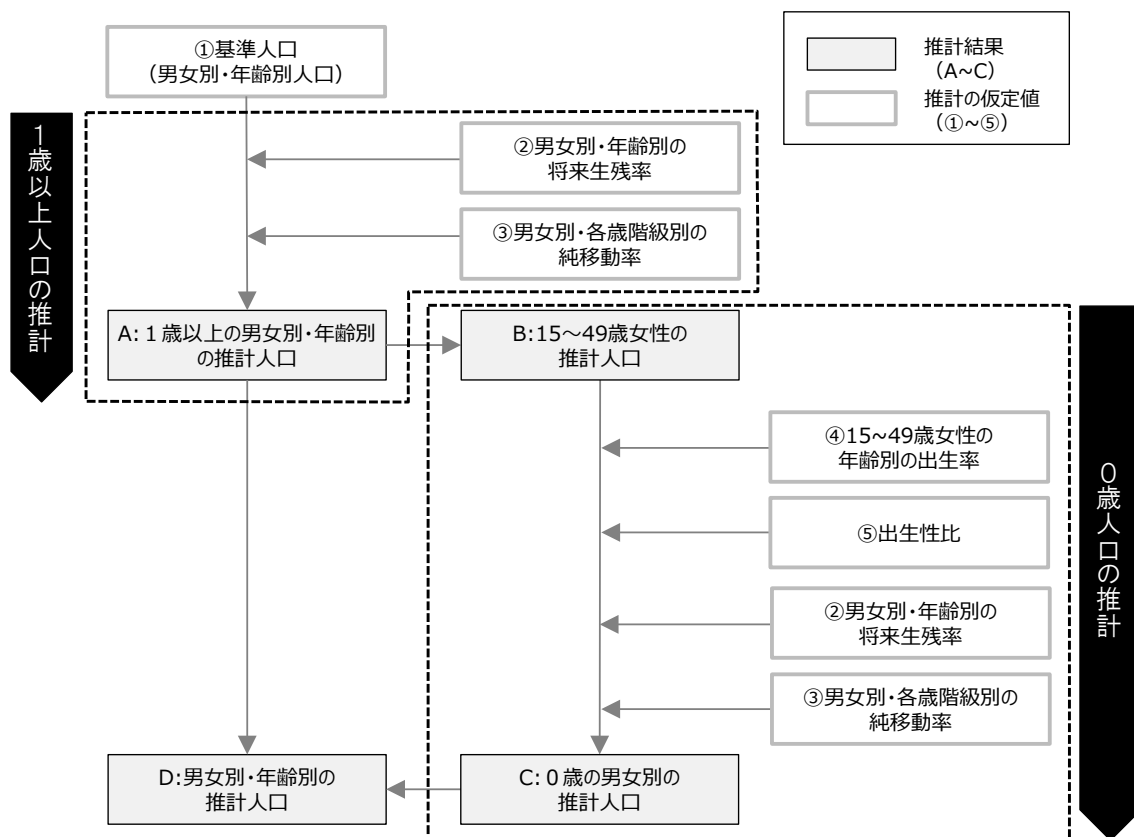 ①基準人口
（男女別・年齢別人口）
推計結果
（A~C）
推計の仮定値
（①~⑤）
1歳以上人口の推計
②男女別・年齢別の
将来生残率
③男女別・各歳階級別の
純移動率
A:１歳以上の男女別・年齢別
の推計人口
B:15～49歳女性の
推計人口
④15~49歳女性の
年齢別の出生率
⑤出生性比
②男女別・年齢別の
将来生残率
③男女別・各歳階級別の
純移動率
0歳人口の推計
D:男女別・年齢別の
推計人口
C:０歳の男女別の
推計人口